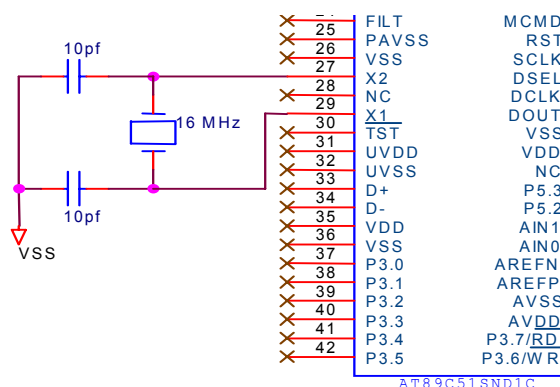 FILT MCMD
25 PAVSS RST
26 VSS SCLK
10pf
27 X2 DSEL
28 NC DCLK
29 X1 DOUT
16 MHz
30 TST VSS
31 UVDD VDD
32 UVSS NC
33 D+ P5.3
10pf
34 D- P5.2
35 VDD AIN1
VSS
36 VSS AIN0
37 P3.0 AREFN
38 P3.1 AREFP
39 P3.2 AVSS
40 P3.3 AVDD
41 P3.4 P3.7/RD
42 P3.5 P3.6/WR
AT89C51SND1C